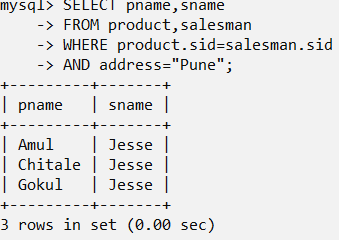 mysql> SELECT pname,sname
    -> FROM product,salesman
    -> WHERE product.sid=salesman.sid
    -> AND address="Pune";
+---------+-------+
| pname   | sname |
+---------+-------+
| Amul    | Jesse |
| Chitale | Jesse |
| Gokul   | Jesse |
+---------+-------+
3 rows in set (0.00 sec)